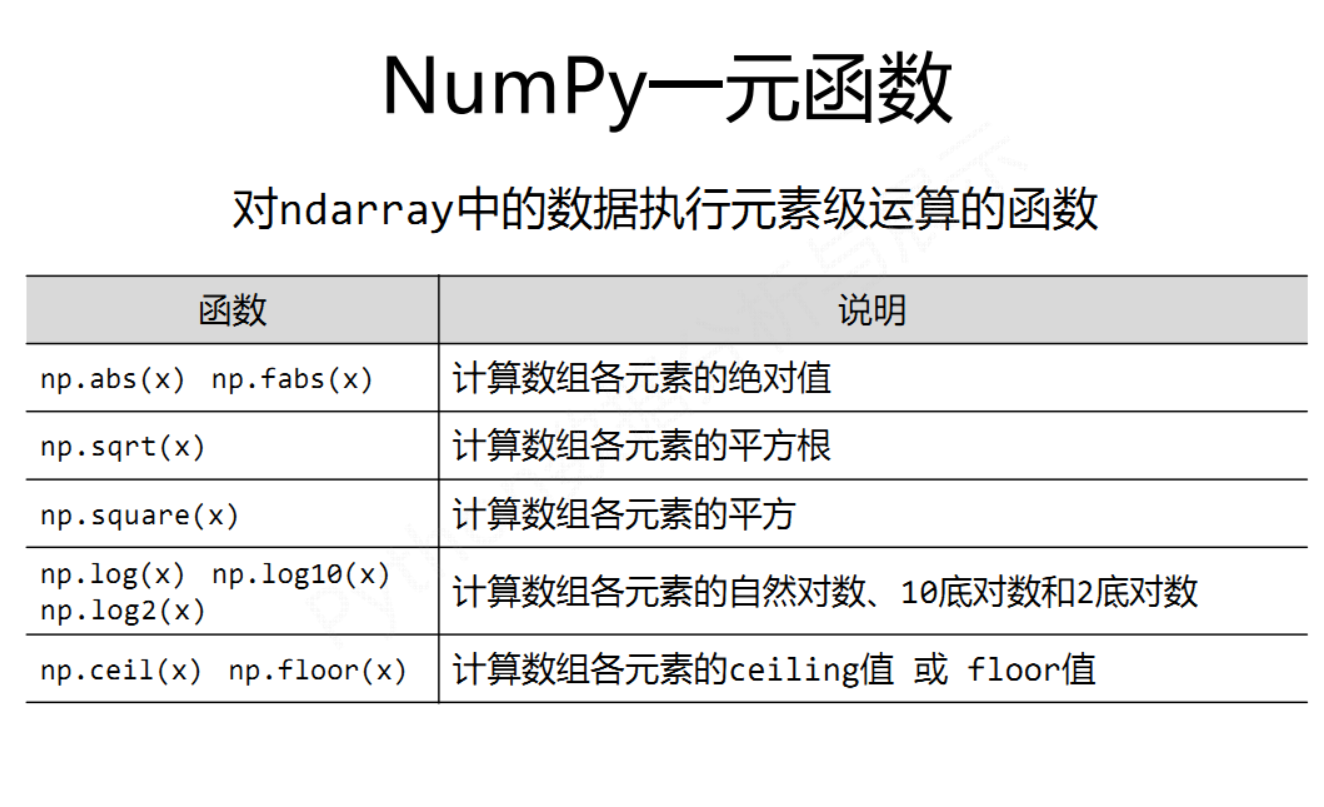 NumPy一元函数
对ndarray中的数据执行元素级运算的函数
函数 说明
np.abs(x) np.fabs(x) 计算数组各元素的绝对值
np.sqrt(x) 计算数组各元素的平方根
np.square(x) 计算数组各元素的平方
np.log(x) np.log10(x)
np.log2(x)
计算数组各元素的自然对数、10底对数和2底对数
np.ceil(x) np.floor(x) 计算数组各元素的ceiling值 或 floor值